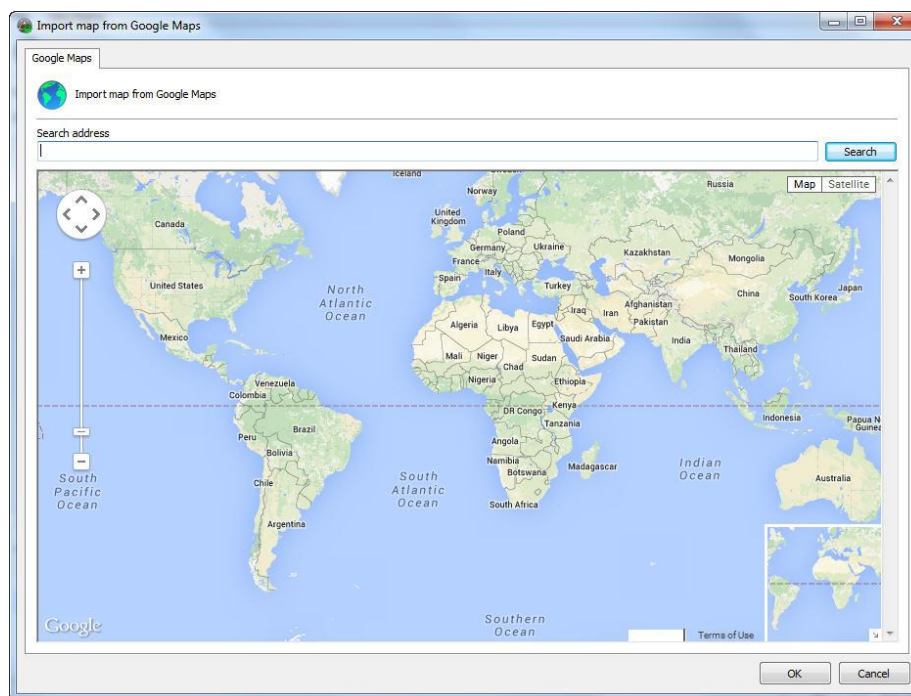 Import map from Google Maps
Google Maps
Import map from Google Maps
Search address
Search
Iceland
Russia
Map Satellite
Norway
Canada
United
Kingdom
Poland
Germany
Ukraine
Kazakhstan
Mongolia
France
Italy
Spain
Turkey
United States
North
Atlantic
Ocean
China
Japan
South Korea
Afghanistan
Iraq
Iran
Pakistan
Mexico
Algeria
Libya
Egypt
Saudi Arabia
India
Thailand
Mali
Niger
Chad
Sudan
Nigeria
Ethiopia
Venezuela
Colombia
DR Congo
Kenya
Tanzania
Indonesia
Papua N
Guinea
Peru
Brazil
Bolivia
Angola
Namibia
Botswana
Madagascar
South
Pacific
Ocean
Chile
South
Atlantic
Ocean
Indian
Ocean
Australia
South Africa
Argentina
Google
Southern
Ocean
Terms of Use
OK
Cancel